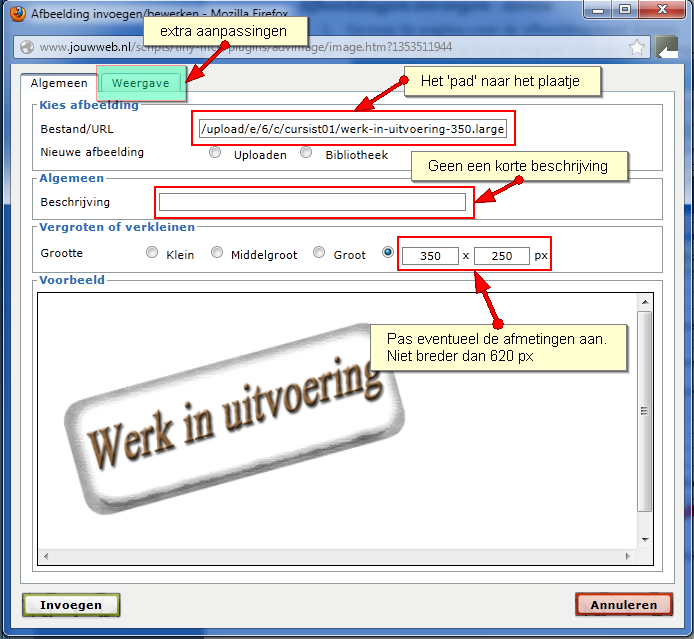 Afbeelding invoegen/bewerken - Mozilla Firefox
extra aanpassingen
www.jouwweb.nl/scripts/tiny-mce/plugins/advimage/image.htm?1353511944
Algemeen
Weergave
Het 'pad' naar het plaatje
Kies afbeelding
Bestand/URL
/upload/e/6/c/cursist01/werk-in-uitvoering-350.large
Nieuwe afbeelding
Uploaden
Bibliotheek
Geen een korte beschrijving
Algemeen
Beschrijving
Vergroten of verkleinen
Grootte
Klein
Middelgroot
Groot
350 x 250 px
Voorbeeld
Pas eventueel de afmetingen aan.
Niet breder dan 620 px
Werk in uitvoering
Invoegen
Annuleren